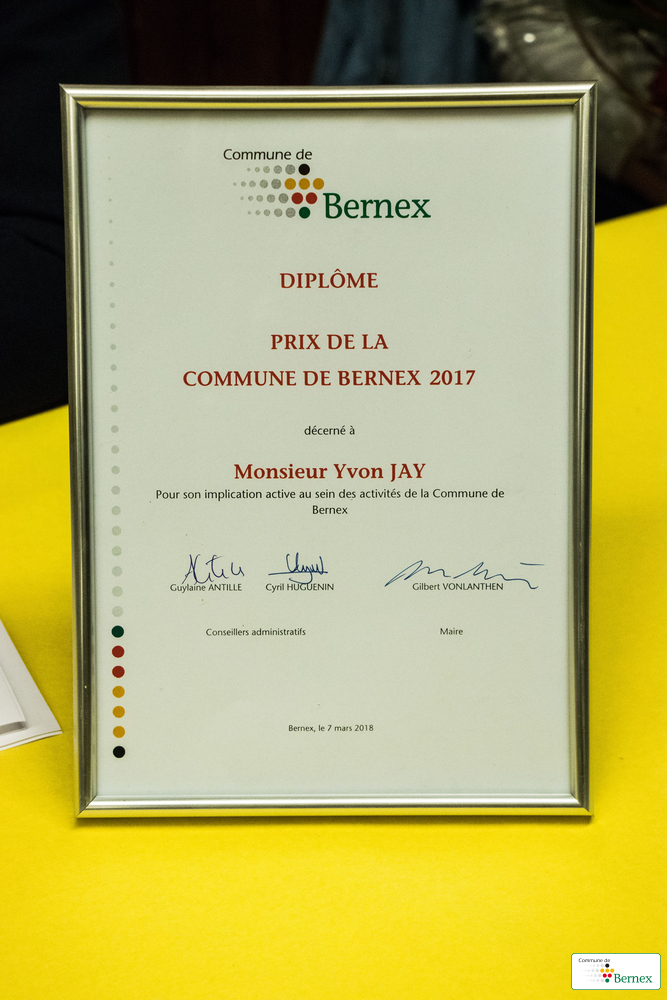 Commune de
Bernex
DIPLÔME
PRIX DE LA
COMMUNE DE BERNEX 2017
décerné à
Monsieur Yvon JAY
Pour son implication active au sein des activités de la Commune de
Bernex
Guylaine ANTILLE Cyril HUGUENIN Gilbert VONLANTHEN
Conseillers administratifs Maire
Bernex, le 7 mars 2018
Commune de
Bernex